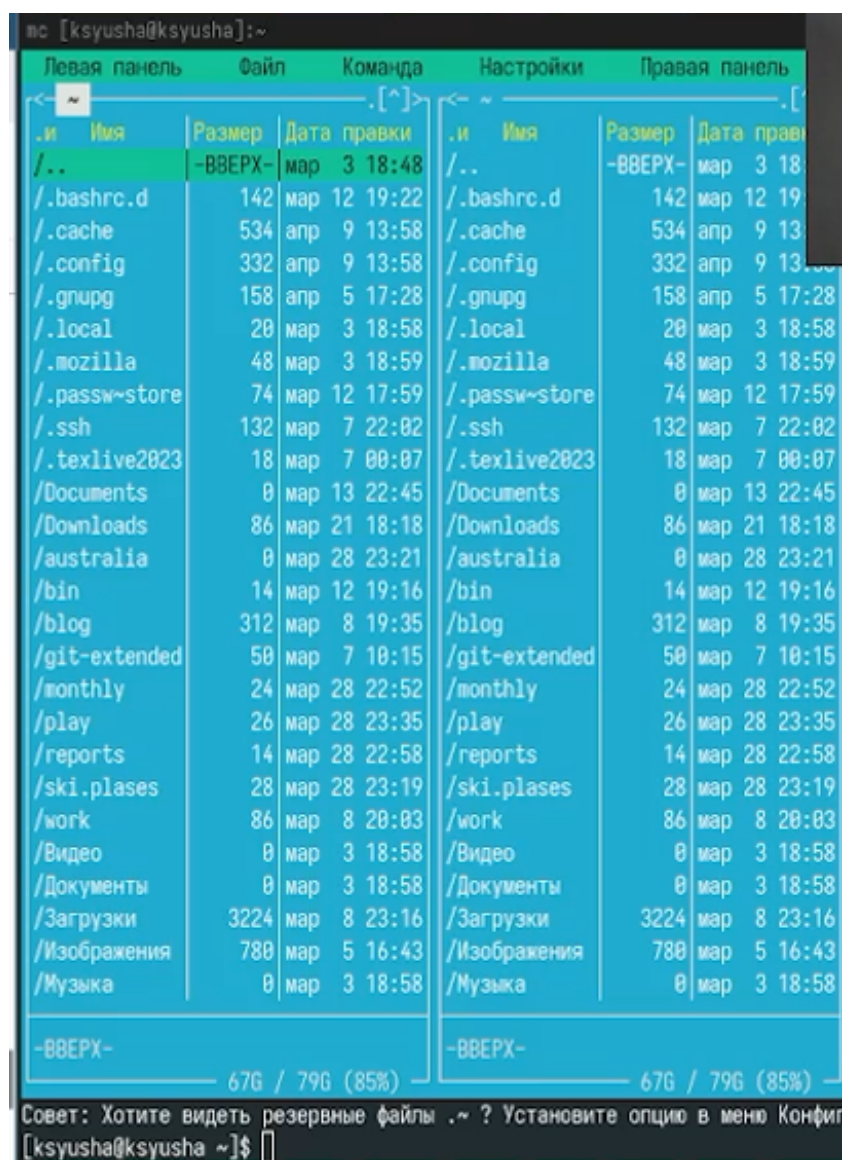 mc [ksyusha@ksyusha]:~
Левая панель Файл Команда Настройки Правая панель
<- ~ .[^]> <- ~ .[^
.и Имя Размер Дата правки .и Имя Размер Дата прав
/.. -ВВЕРХ- мар 3 18:48 /.. -ВВЕРХ- мар 3 18
/.bashrc.d 142 мар 12 19:22 /.bashrc.d 142 мар 12 19
/.cache 534 апр 9 13:58 /.cache 534 апр 9 13
/.config 332 апр 9 13:58 /.config 332 апр 9 13
/.gnupg 158 апр 5 17:28 /.gnupg 158 апр 5 17:28
/.local 20 мар 3 18:58 /.local 20 мар 3 18:58
/.mozilla 48 мар 3 18:59 /.mozilla 48 мар 3 18:59
/.passw~store 74 мар 12 17:59 /.passw~store 74 мар 12 17:59
/.ssh 132 мар 7 22:02 /.ssh 132 мар 7 22:02
/.texlive2023 18 мар 7 00:07 /.texlive2023 18 мар 7 00:07
/Documents 0 мар 13 22:45 /Documents 0 мар 13 22:45
/Downloads 86 мар 21 18:18 /Downloads 86 мар 21 18:18
/australia 0 мар 28 23:21 /australia 0 мар 28 23:21
/bin 14 мар 12 19:16 /bin 14 мар 12 19:16
/blog 312 мар 8 19:35 /blog 312 мар 8 19:35
/git-extended 50 мар 7 10:15 /git-extended 50 мар 7 10:15
/monthly 24 мар 28 22:52 /monthly 24 мар 28 22:52
/play 26 мар 28 23:35 /play 26 мар 28 23:35
/reports 14 мар 28 22:58 /reports 14 мар 28 22:58
/ski.plases 28 мар 28 23:19 /ski.plases 28 мар 28 23:19
/work 86 мар 8 20:03 /work 86 мар 8 20:03
/Видео 0 мар 3 18:58 /Видео 0 мар 3 18:58
/Документы 0 мар 3 18:58 /Документы 0 мар 3 18:58
/Загрузки 3224 мар 8 23:16 /Загрузки 3224 мар 8 23:16
/Изображения 780 мар 5 16:43 /Изображения 780 мар 5 16:43
/Музыка 0 мар 3 18:58 /Музыка 0 мар 3 18:58
-ВВЕРХ- -ВВЕРХ-
67G / 79G (85%) 67G / 79G (85%)
Совет: Хотите видеть резервные файлы .~ ? Установите опцию в меню Конфиг
[ksyusha@ksyusha ~]$